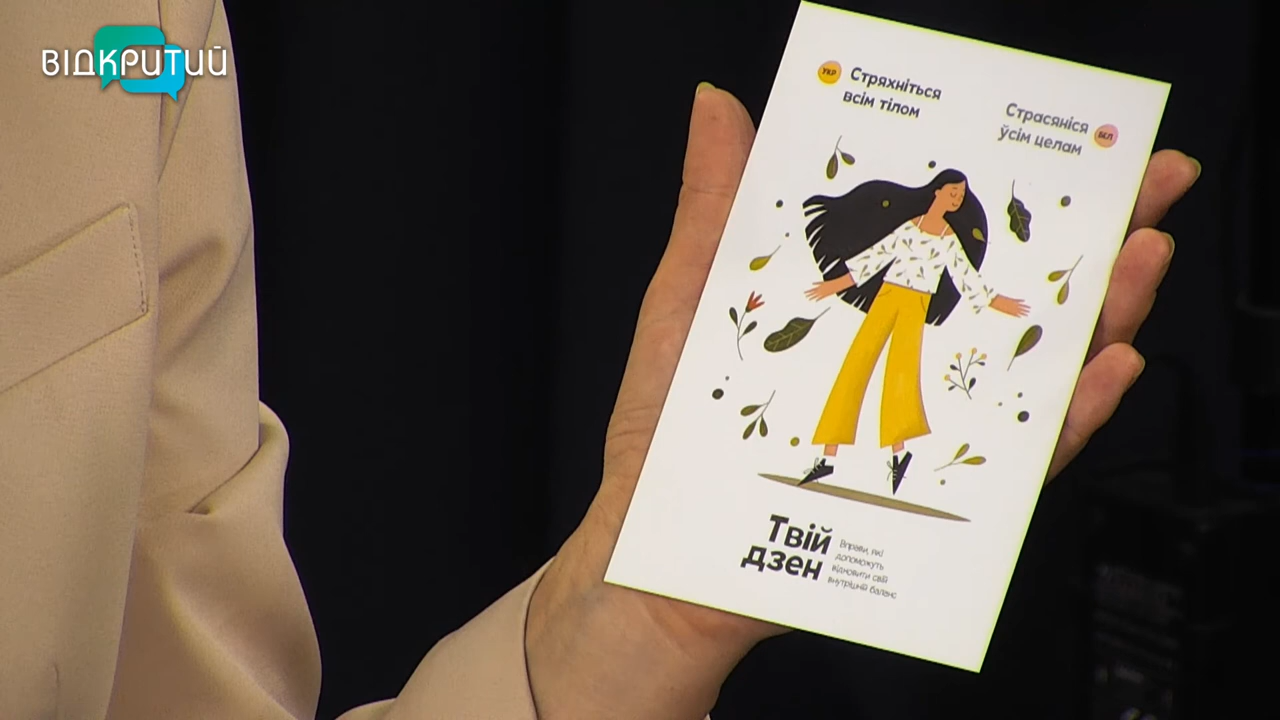 ВІДКРИТИЙ
УКР
Стряхніться
всім тілом
Страсяніся
ўсім целам
БЕЛ
Твій
дзен
Вправи, які
допоможуть
відновити свій
внутрішній баланс